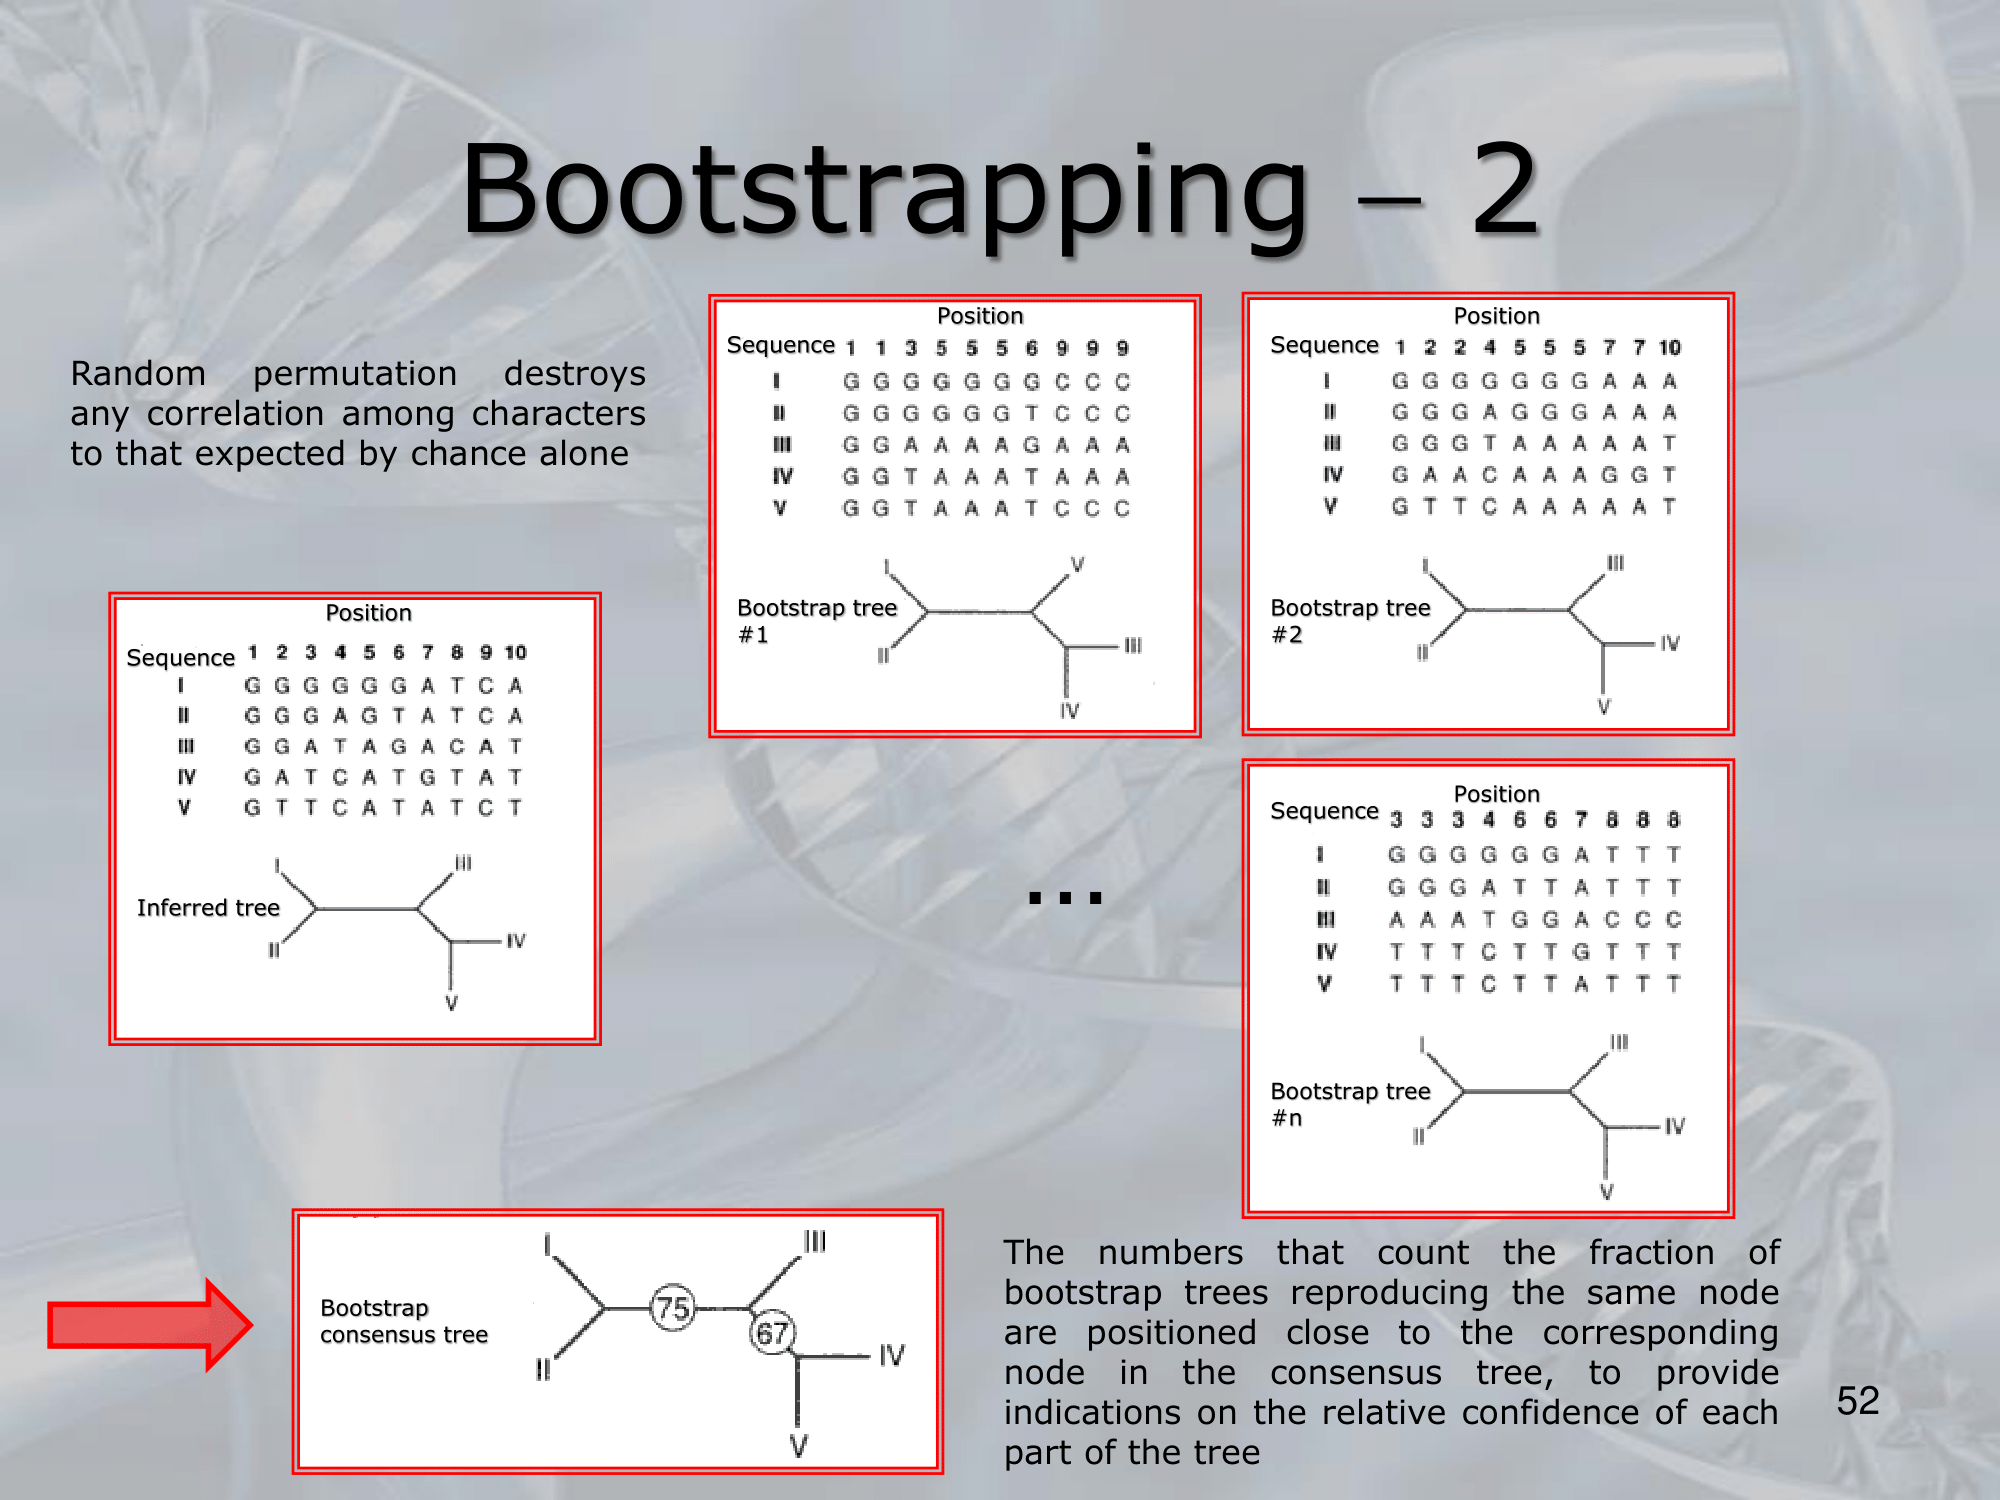 Bootstrapping – 2
Random permutation destroys
any correlation among characters
to that expected by chance alone
Position
Sequence 1 2 3 4 5 6 7 8 9 10
I G G G G G G A T C A
II G G G A G T A T C A
III G G A T A G A C A T
IV G A T C A T G T A T
V G T T C A T A T C T
Inferred tree
I
II
III
IV
V
Position
Sequence 1 1 3 5 5 5 6 9 9 9
I G G G G G G G C C C
II G G G G G G T C C C
III G G A A A A G A A A
IV G G T A A A T A A A
V G G T A A A T C C C
Bootstrap tree
#1
I
II
V
III
IV
Position
Sequence 1 2 2 4 5 5 5 7 7 10
I G G G G G G G A A A
II G G G A G G G A A A
III G G G T A A A A A T
IV G A A C A A A G G T
V G T T C A A A A A T
Bootstrap tree
#2
I
II
III
IV
V
...
Position
Sequence 3 3 3 4 6 6 7 8 8 8
I G G G G G G A T T T
II G G G A T T A T T T
III A A A T G G A C C C
IV T T T C T T G T T T
V T T T C T T A T T T
Bootstrap tree
#n
I
II
III
IV
V
Bootstrap
consensus tree
I
II
75
67
III
IV
V
The numbers that count the fraction of
bootstrap trees reproducing the same node
are positioned close to the corresponding
node in the consensus tree, to provide
indications on the relative confidence of each
part of the tree
52